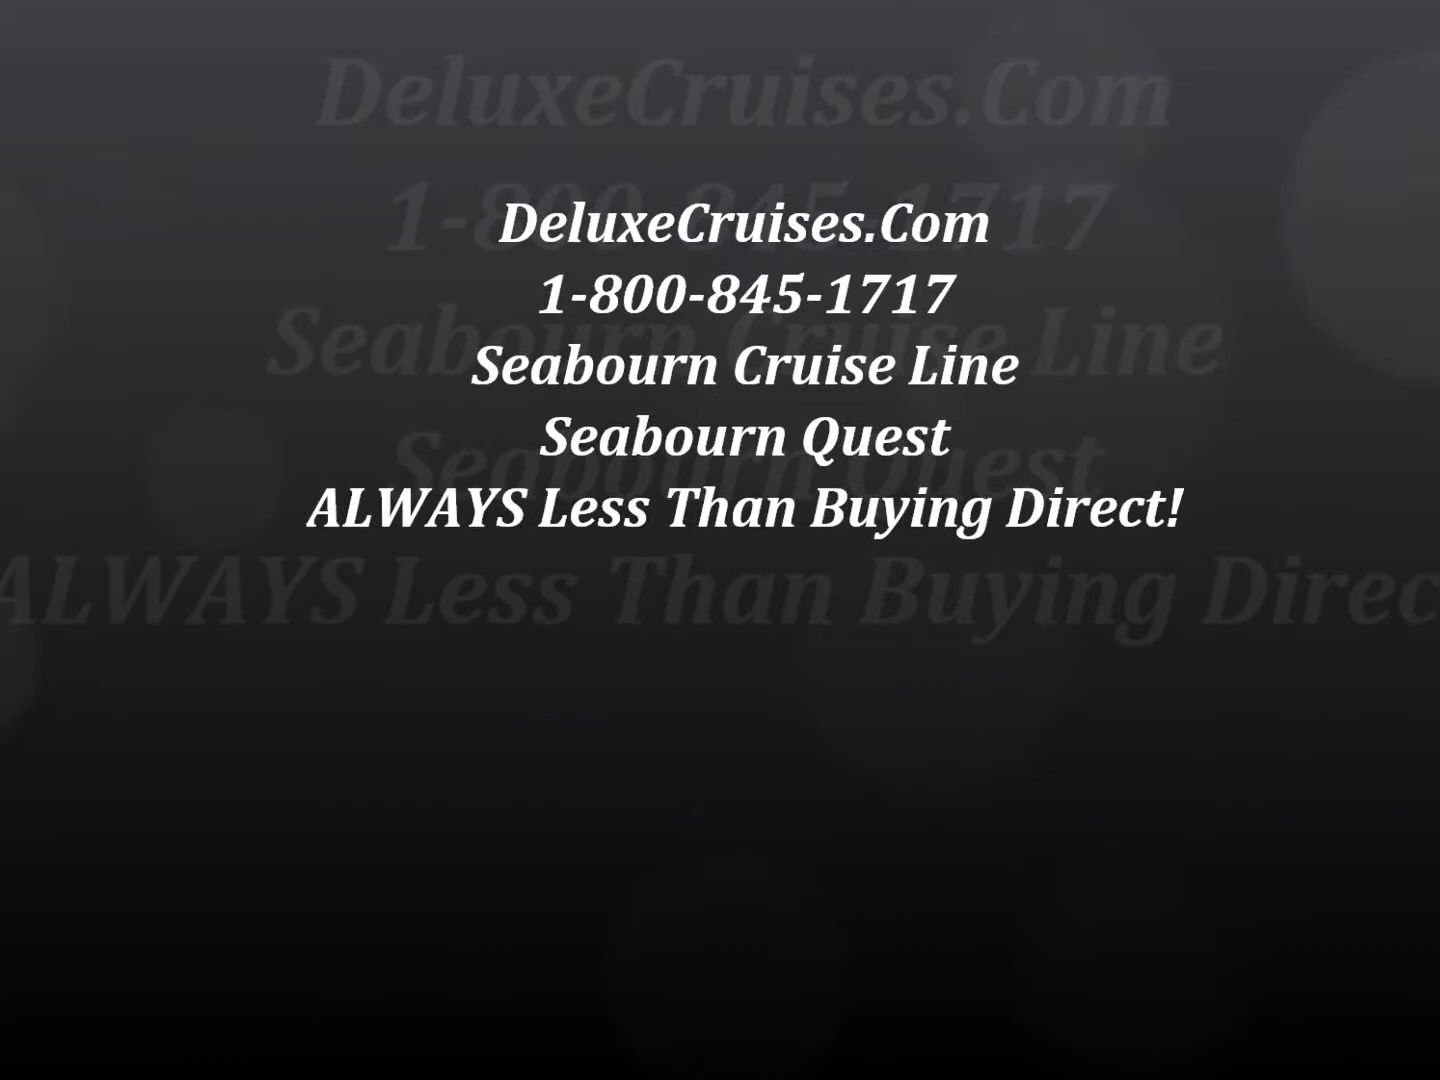 DeluxeCruises.Com
1-800-845-1717
Seabourn Cruise Line
Seabourn Quest
ALWAYS Less Than Buying Direct!